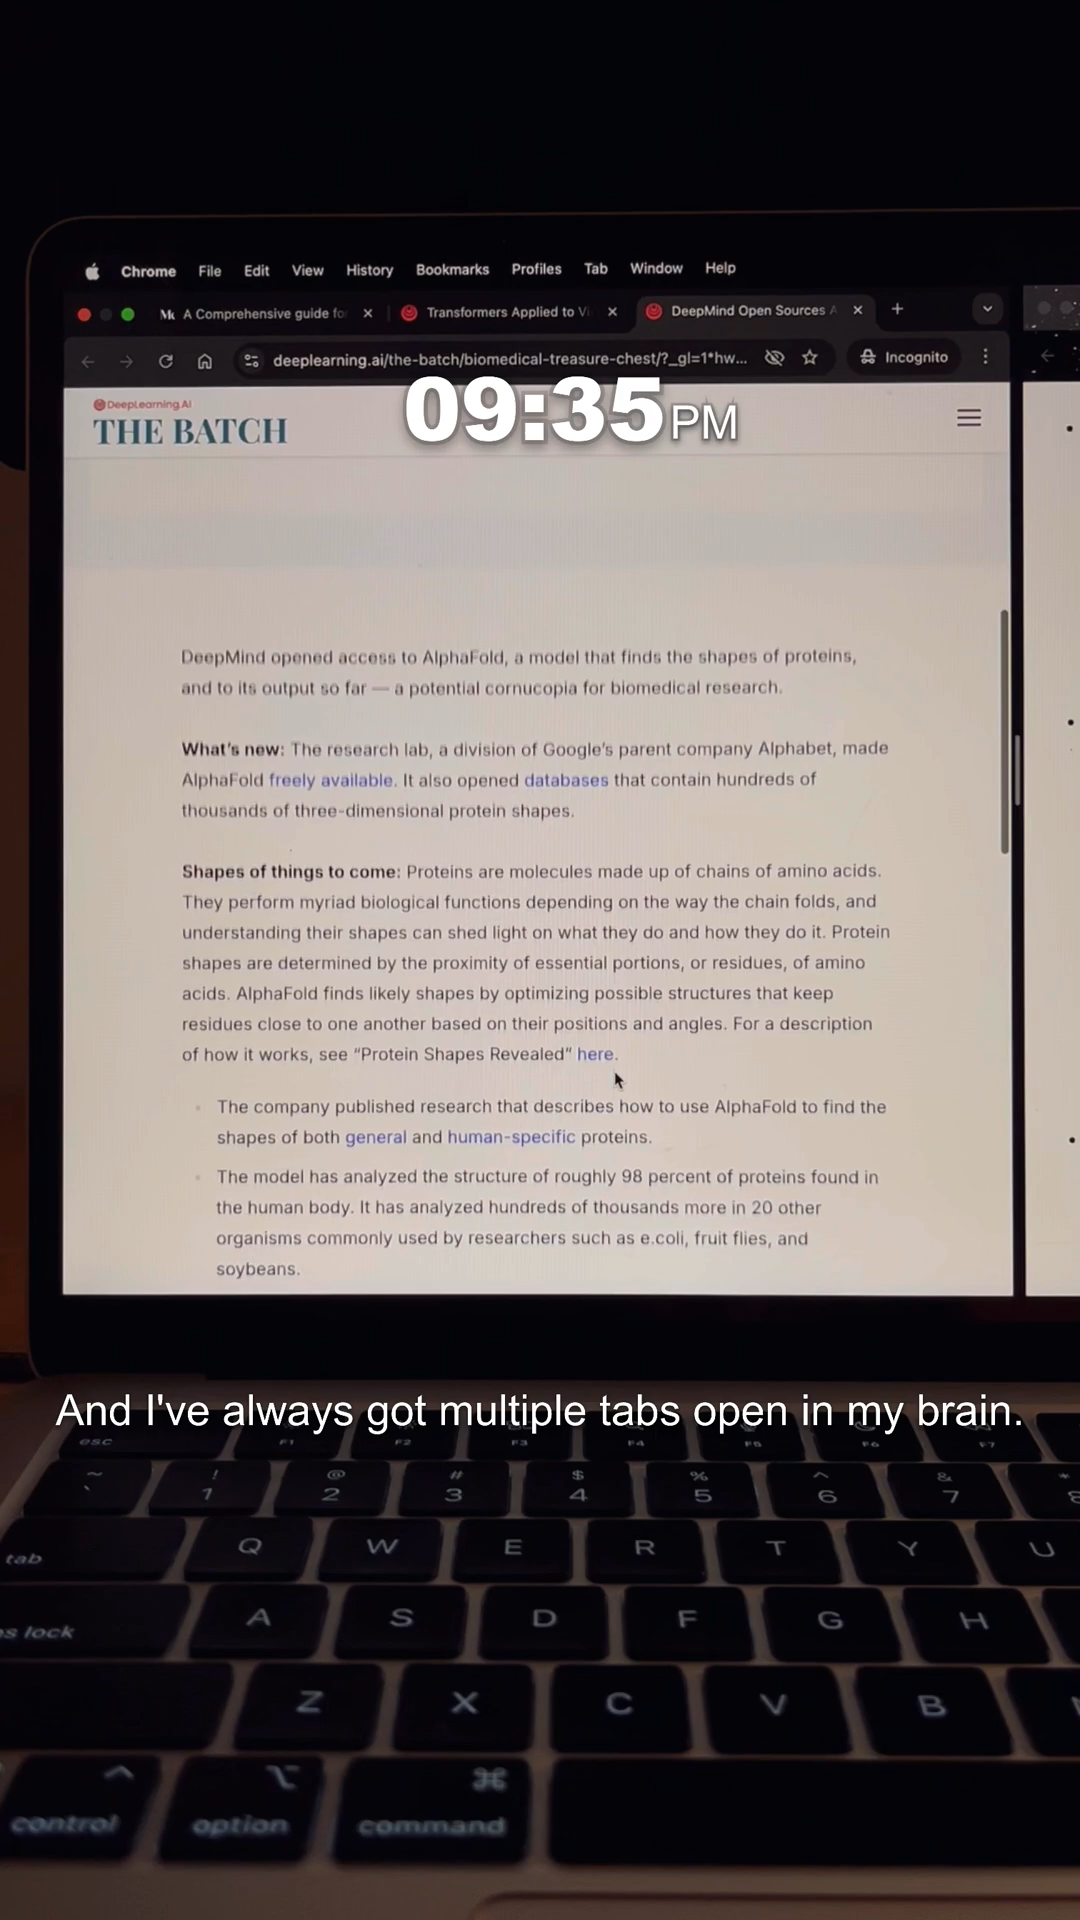 Chrome File Edit View History Bookmarks Profiles Tab Window Help
A Comprehensive guide for
Transformers Applied to Vi
DeepMind Open Sources A
deeplearning.ai/the-batch/biomedical-treasure-chest/?_gl=1*hw...
Incognito
DeepLearning.AI
THE BATCH
09:35 PM
DeepMind opened access to AlphaFold, a model that finds the shapes of proteins,
and to its output so far — a potential cornucopia for biomedical research.
What's new: The research lab, a division of Google's parent company Alphabet, made
AlphaFold freely available. It also opened databases that contain hundreds of
thousands of three-dimensional protein shapes.
Shapes of things to come: Proteins are molecules made up of chains of amino acids.
They perform myriad biological functions depending on the way the chain folds, and
understanding their shapes can shed light on what they do and how they do it. Protein
shapes are determined by the proximity of essential portions, or residues, of amino
acids. AlphaFold finds likely shapes by optimizing possible structures that keep
residues close to one another based on their positions and angles. For a description
of how it works, see “Protein Shapes Revealed” here.
The company published research that describes how to use AlphaFold to find the
shapes of both general and human-specific proteins.
The model has analyzed the structure of roughly 98 percent of proteins found in
the human body. It has analyzed hundreds of thousands more in 20 other
organisms commonly used by researchers such as e.coli, fruit flies, and
soybeans.
And I've always got multiple tabs open in my brain.
esc F1 F2 F3 F4 F5 F6 F7
~ ! @ # $ % ^ & *
` 1 2 3 4 5 6 7 8
tab Q W E R T Y U
s lock A S D F G H
Z X C V B
control option command